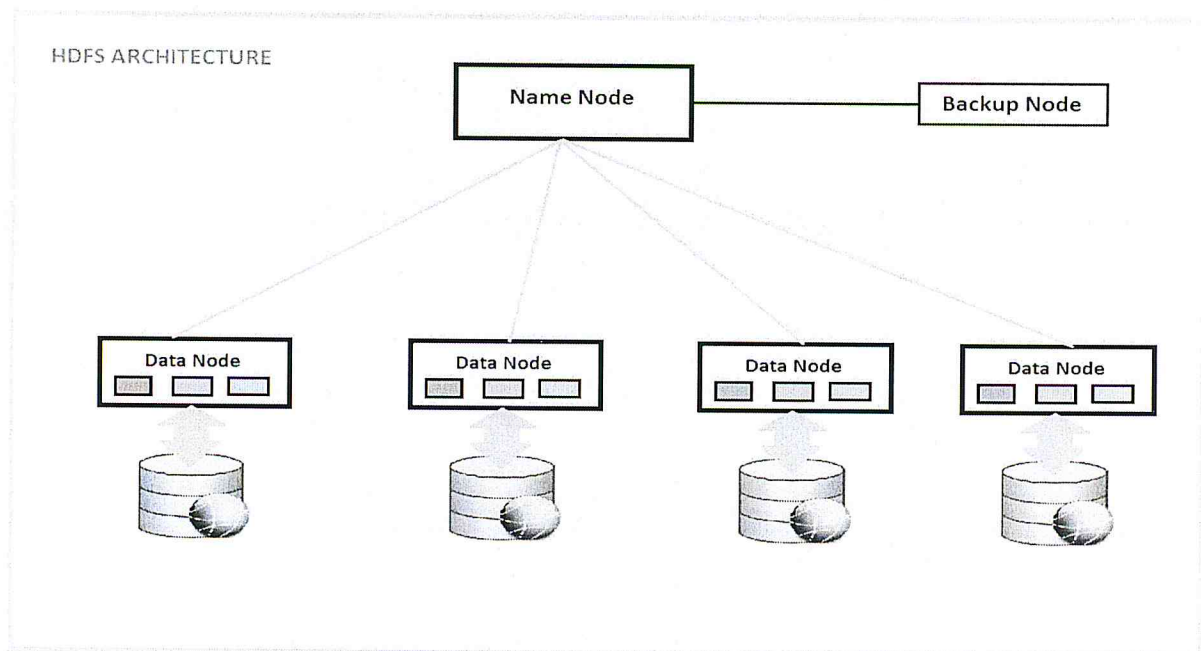 HDFS ARCHITECTURE
Name Node
Backup Node
Data Node
Data Node
Data Node
Data Node